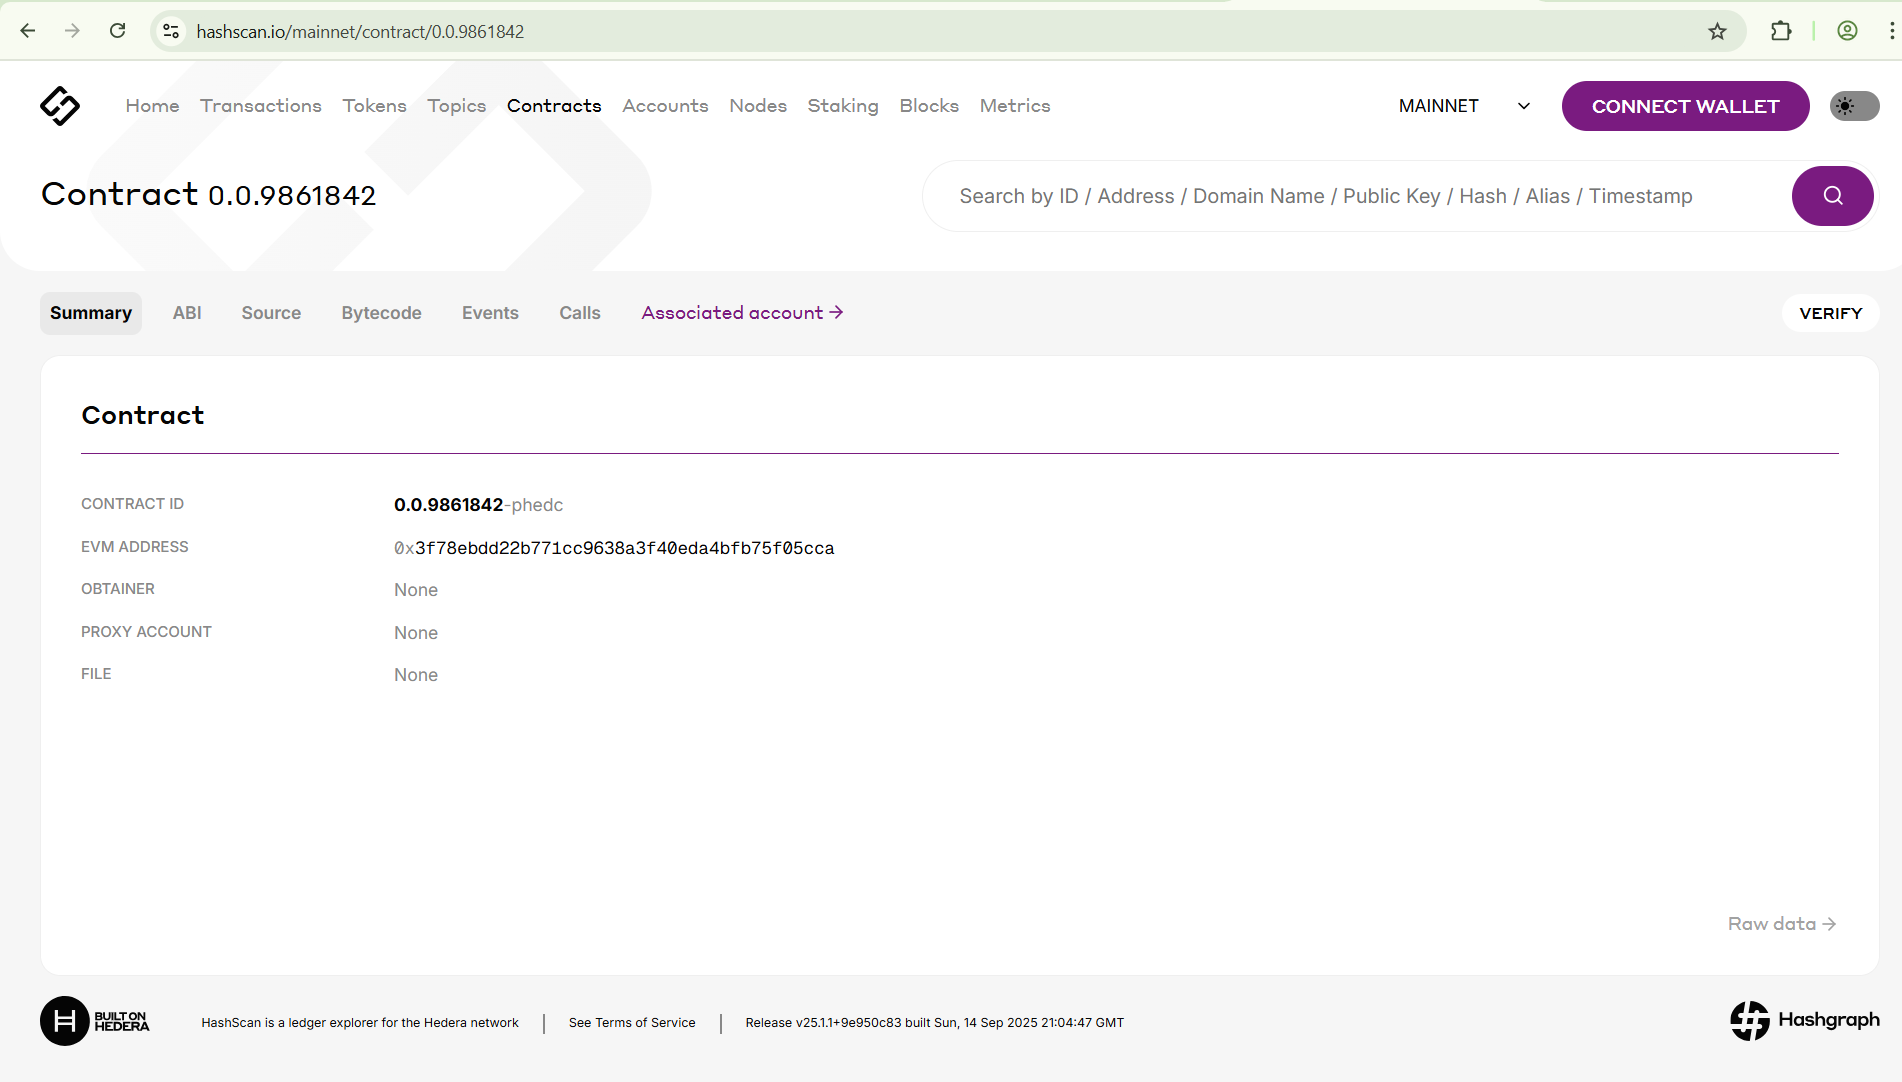 hashscan.io/mainnet/contract/0.0.9861842
Home Transactions Tokens Topics Contracts Accounts Nodes Staking Blocks Metrics MAINNET CONNECT WALLET
Contract 0.0.9861842
Search by ID / Address / Domain Name / Public Key / Hash / Alias / Timestamp
Summary ABI Source Bytecode Events Calls Associated account → VERIFY
Contract
CONTRACT ID 0.0.9861842-phedc
EVM ADDRESS 0x3f78ebdd22b771cc9638a3f40eda4bfb75f05cca
OBTAINER None
PROXY ACCOUNT None
FILE None
Raw data →
H BUILT ON
HEDERA
HashScan is a ledger explorer for the Hedera network | See Terms of Service | Release v25.1.1+9e950c83 built Sun, 14 Sep 2025 21:04:47 GMT
Hashgraph